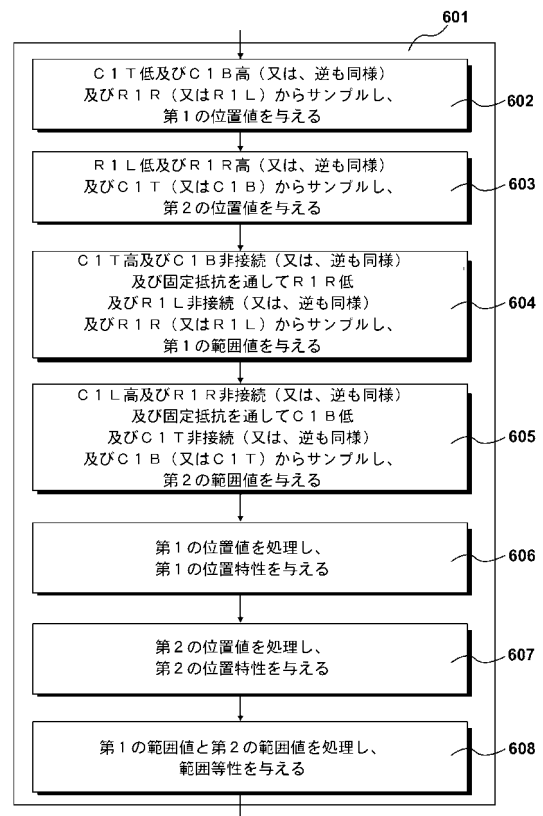 601
C1T低及びC1B高（又は、逆も同様）
及びR1R（又はR1L）からサンプルし、
第1の位置値を与える
602
R1L低及びR1R高（又は、逆も同様）
及びC1T（又はC1B）からサンプルし、
第2の位置値を与える
603
C1T高及びC1B非接続（又は、逆も同様）
及び固定抵抗を通してR1R低
及びR1L非接続（又は、逆も同様）
及びR1R（又はR1L）からサンプルし、
第1の範囲値を与える
604
C1L高及びR1R非接続（又は、逆も同様）
及び固定抵抗を通してC1B低
及びC1T非接続（又は、逆も同様）
及びC1B（又はC1T）からサンプルし、
第2の範囲値を与える
605
第1の位置値を処理し、
第1の位置特性を与える
606
第2の位置値を処理し、
第2の位置特性を与える
607
第1の範囲値と第2の範囲値を処理し、
範囲等性を与える
608